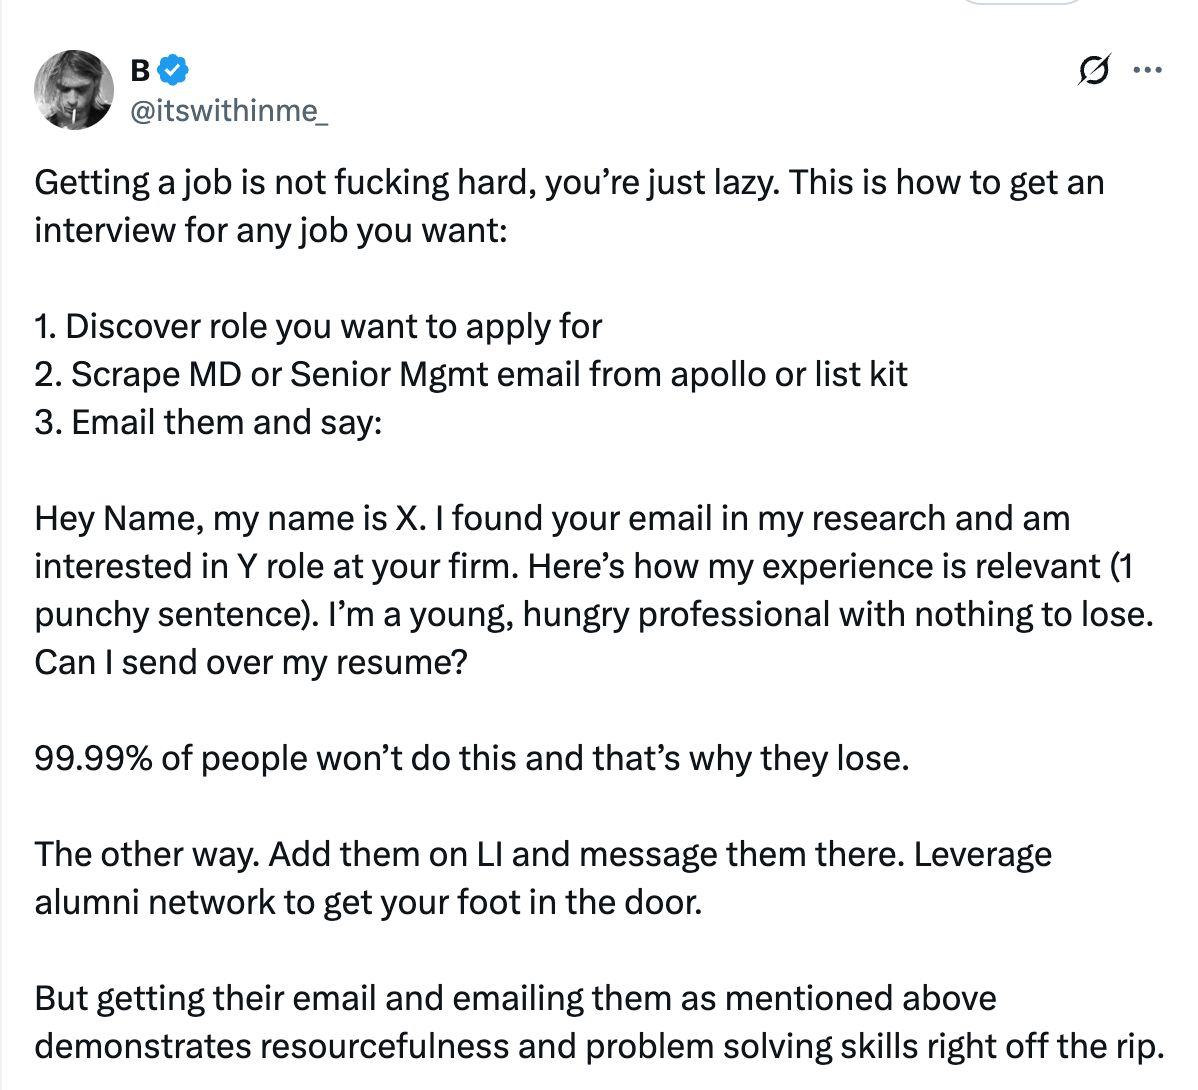 B
@itswithinme_
Getting a job is not fucking hard, you’re just lazy. This is how to get an
interview for any job you want:
1. Discover role you want to apply for
2. Scrape MD or Senior Mgmt email from apollo or list kit
3. Email them and say:
Hey Name, my name is X. I found your email in my research and am
interested in Y role at your firm. Here’s how my experience is relevant (1
punchy sentence). I’m a young, hungry professional with nothing to lose.
Can I send over my resume?
99.99% of people won’t do this and that’s why they lose.
The other way. Add them on LI and message them there. Leverage
alumni network to get your foot in the door.
But getting their email and emailing them as mentioned above
demonstrates resourcefulness and problem solving skills right off the rip.